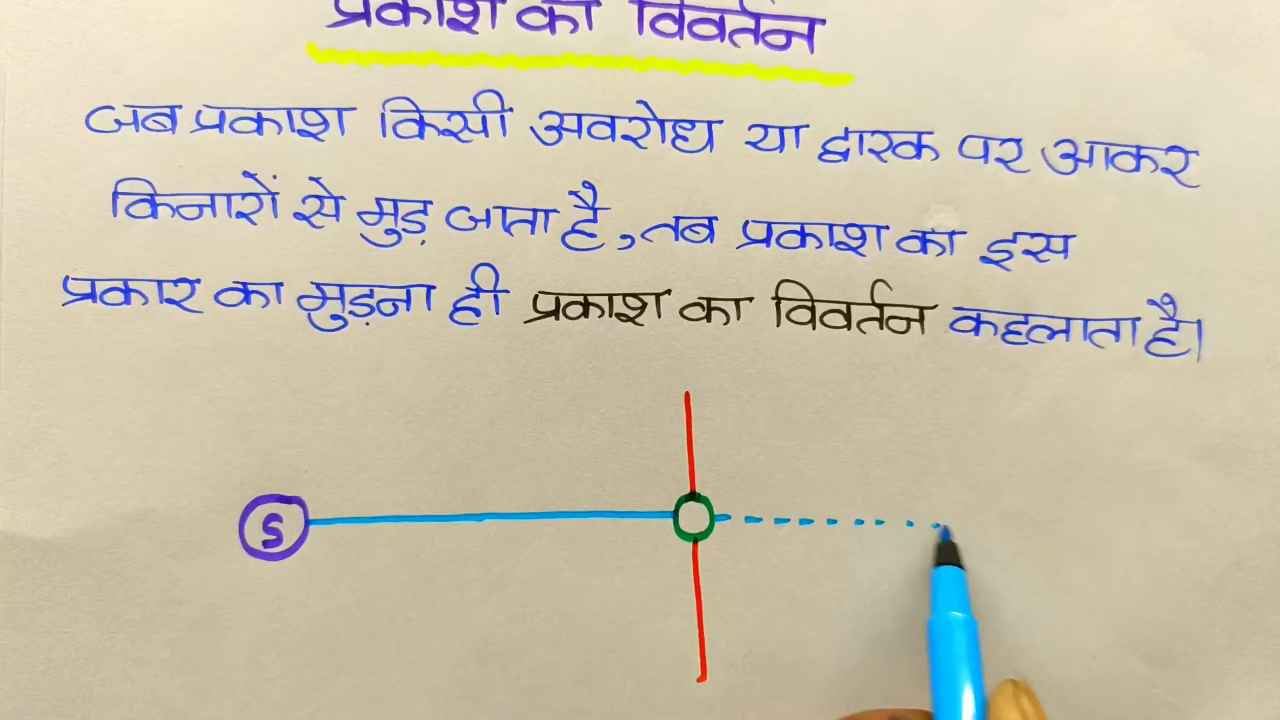 प्रकाश का विवर्तन
जब प्रकाश किसी अवरोध या द्वारक पर आकर
किनारों से मुड़ जाता है, तब प्रकाश का इस
प्रकार का मुड़ना ही प्रकाश का विवर्तन कहलाता है।
S